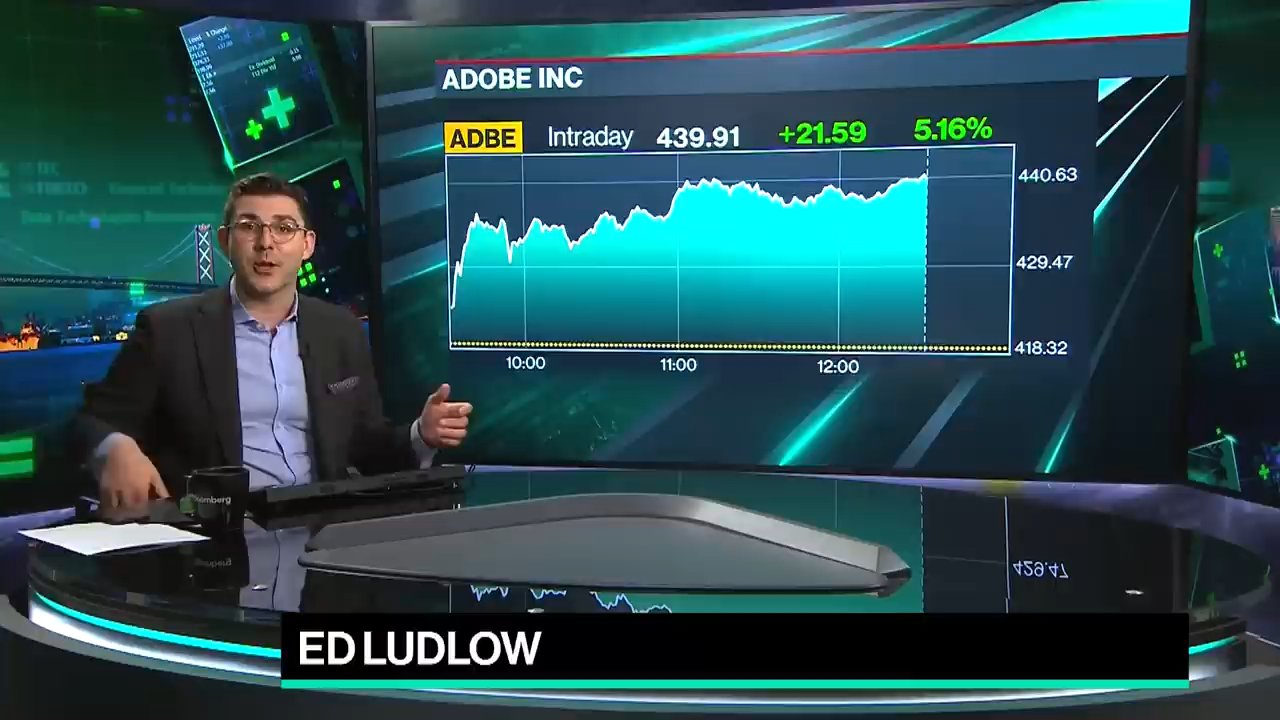 ADOBE INC
ADBE Intraday 439.91 +21.59 5.16%
440.63
429.47
418.32
10:00 11:00 12:00
ED LUDLOW